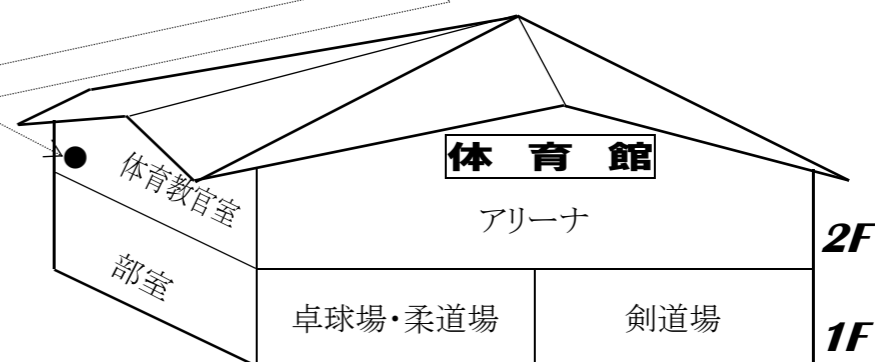 体 育 館
体育教官室
アリーナ
2F
部室
卓球場・柔道場
剣道場
1F